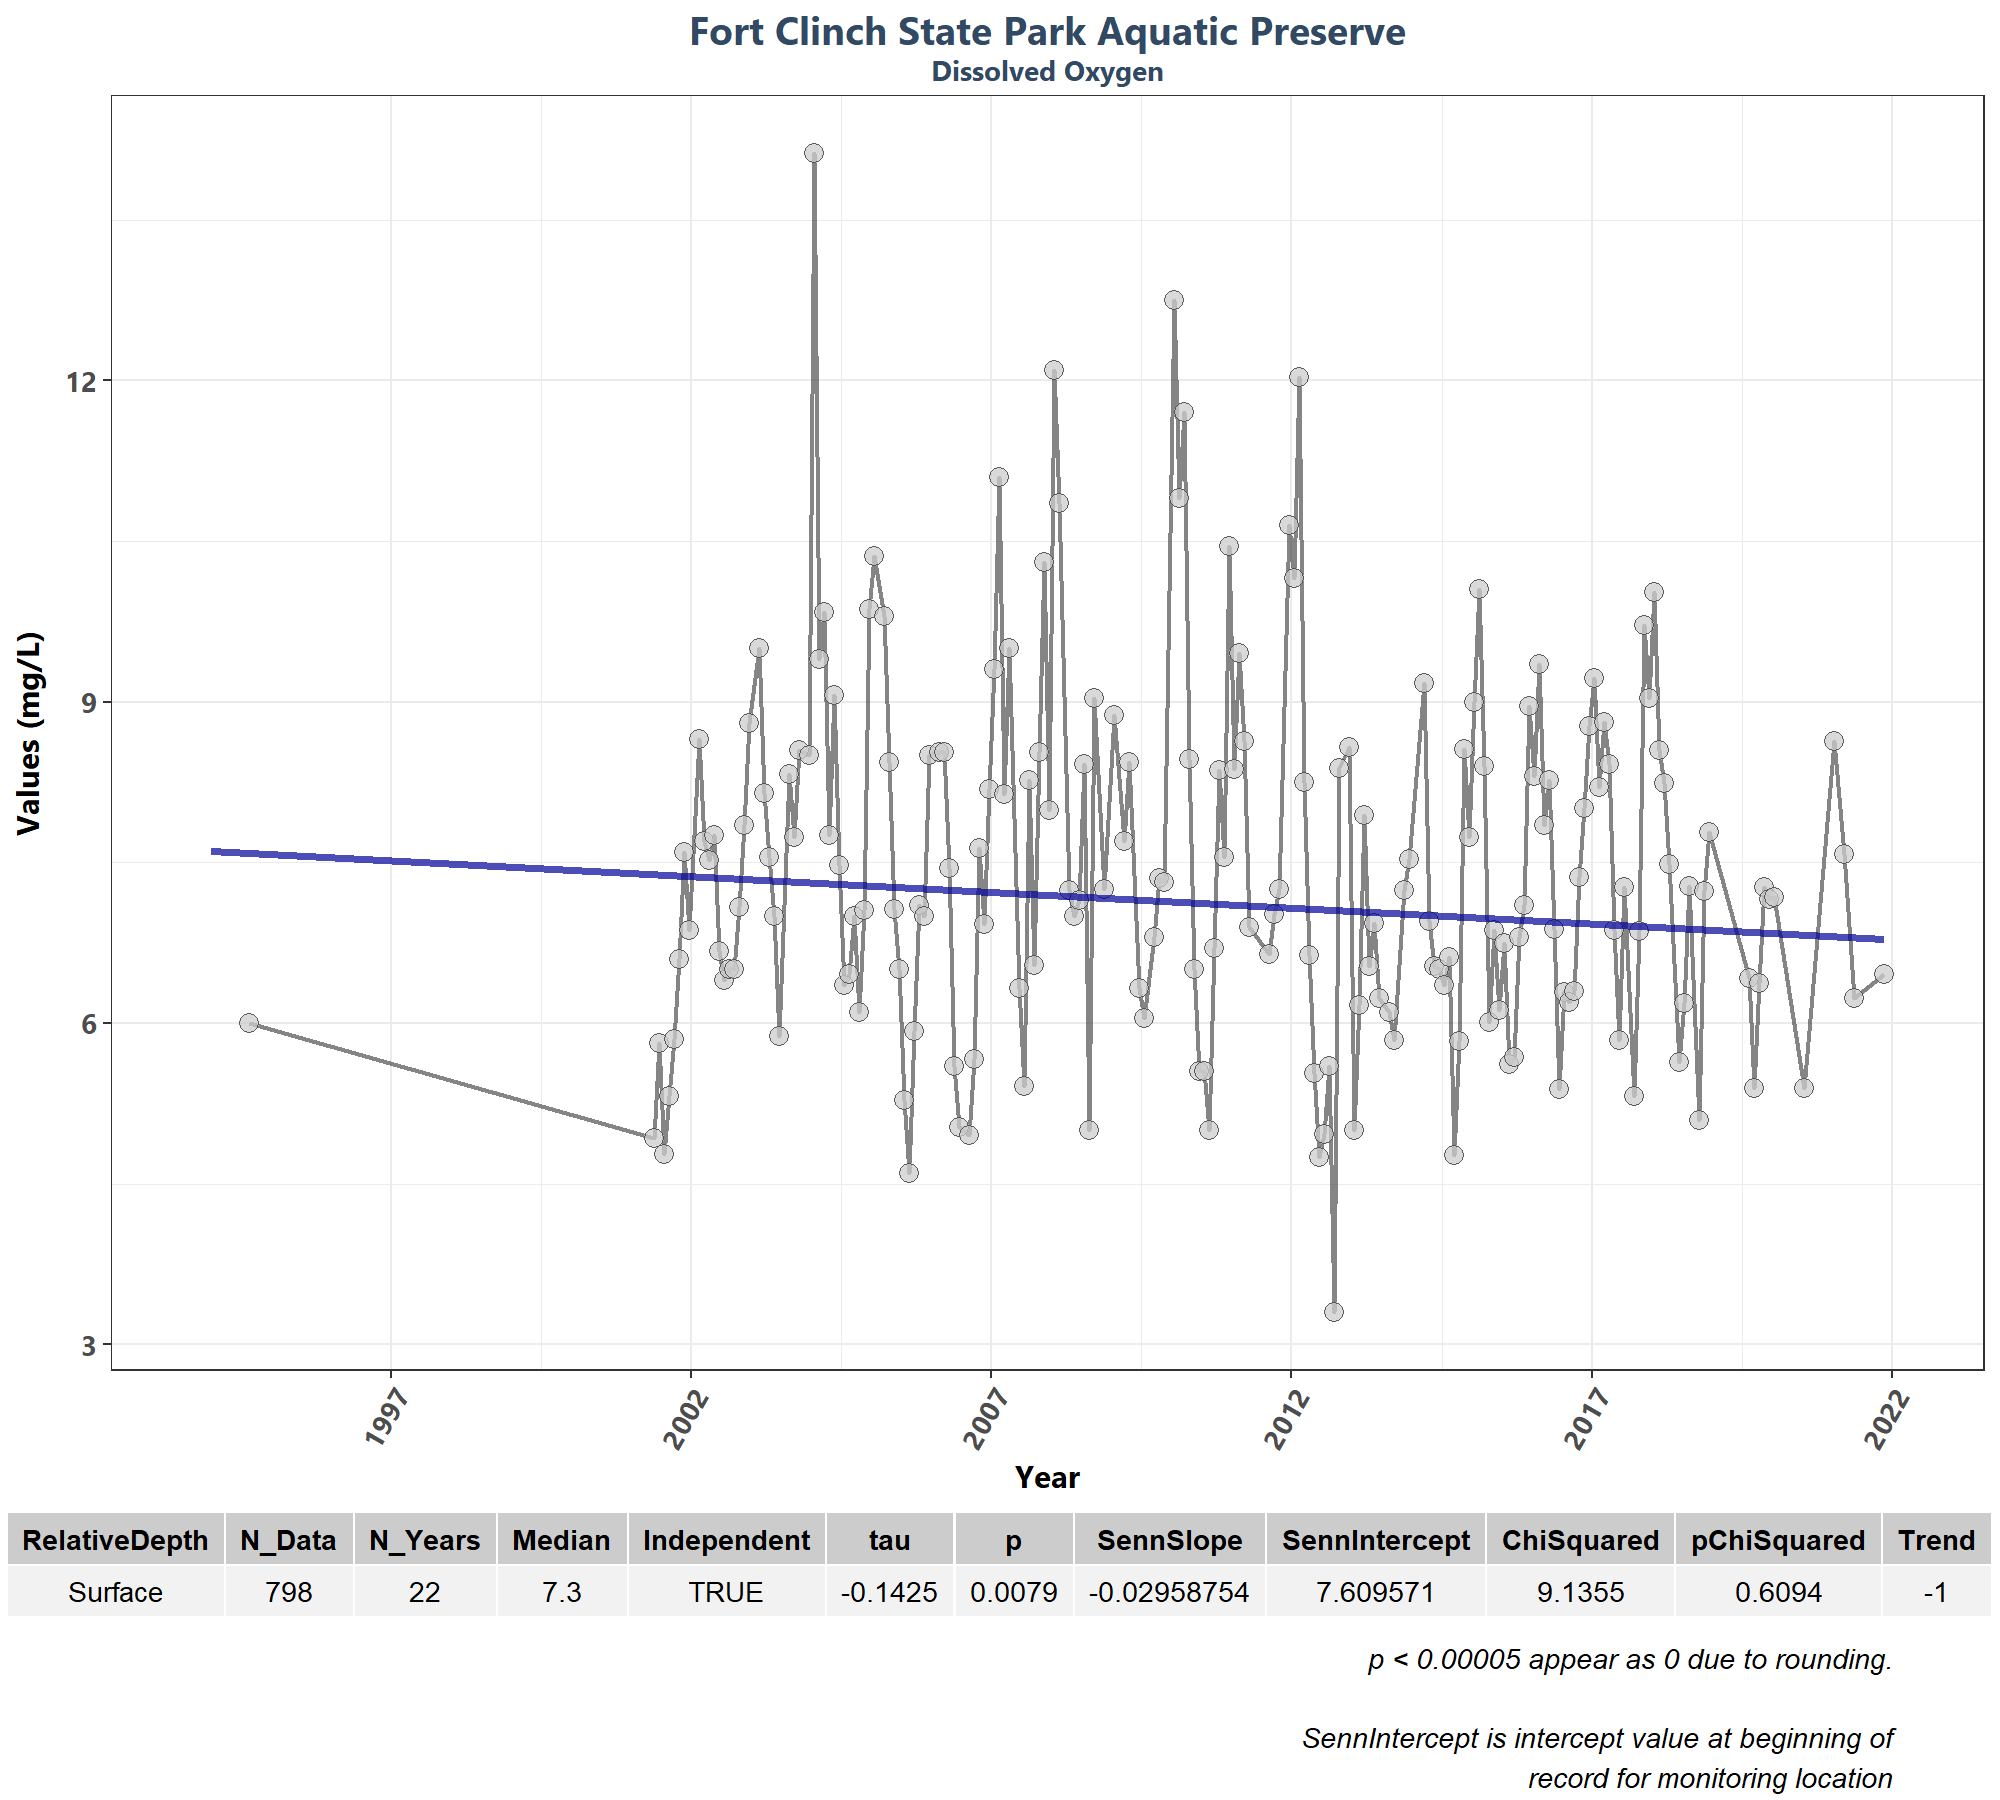 Fort Clinch State Park Aquatic Preserve
Dissolved Oxygen
Values (mg/L)
12
9
6
3
1997 2002 2007 2012 2017 2022
Year
RelativeDepth N_Data N_Years Median Independent tau p SennSlope SennIntercept ChiSquared pChiSquared Trend
Surface 798 22 7.3 TRUE -0.1425 0.0079 -0.02958754 7.609571 9.1355 0.6094 -1
p < 0.00005 appear as 0 due to rounding.
SennIntercept is intercept value at beginning of
record for monitoring location